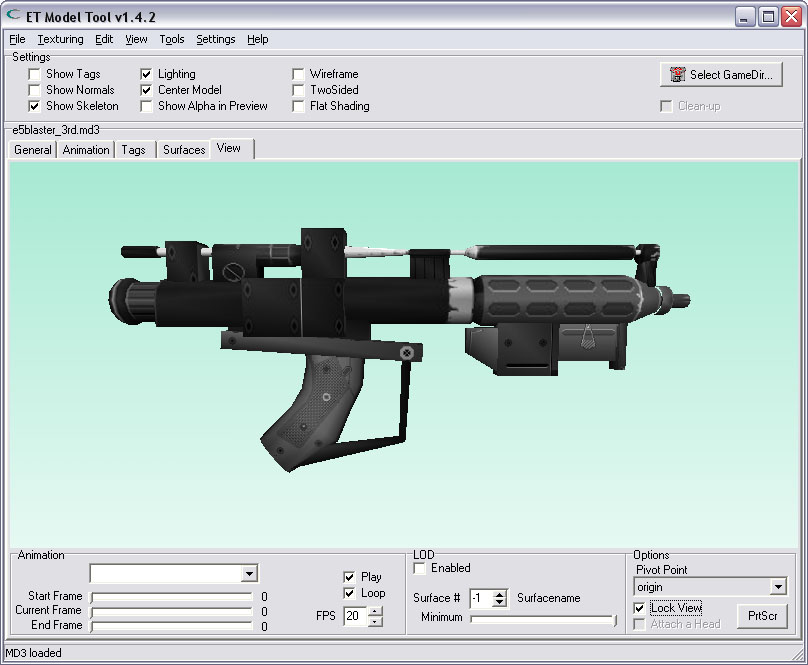 ET Model Tool v1.4.2
File Texturing Edit View Tools Settings Help
Settings
Show Tags Lighting Wireframe Select GameDir...
Show Normals Center Model TwoSided
Show Skeleton Show Alpha in Preview Flat Shading Clean-up
e5blaster_3rd.md3
General Animation Tags Surfaces View
Animation LOD Options
Enabled Pivot Point
Play origin
Start Frame 0 Loop Surface # -1 Surfacename Lock View
Current Frame 0 FPS 20 Minimum PrtScr
End Frame 0 Attach a Head
MD3 loaded